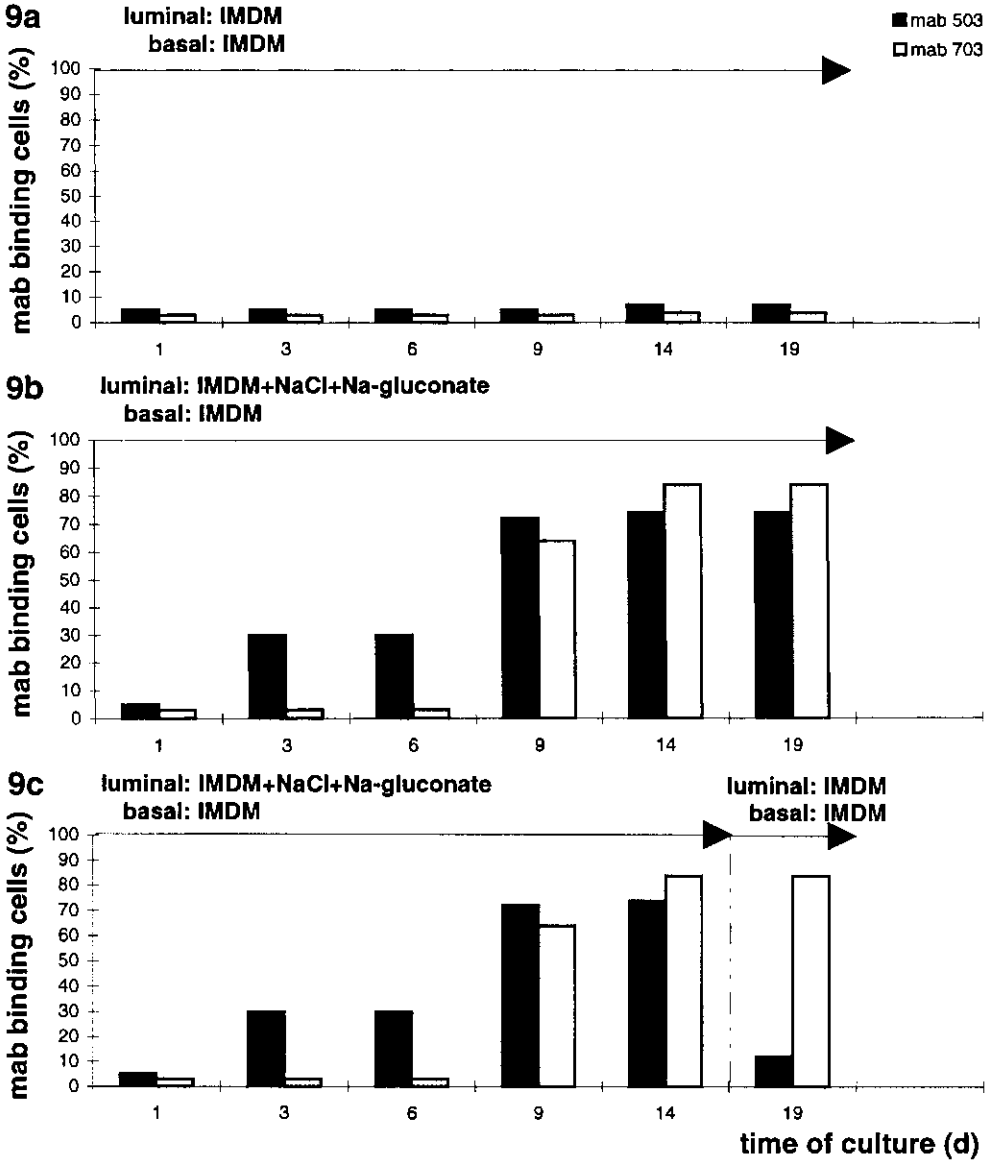 9a
luminal: IMDM
basal: IMDM
mab 503
mab 703
mab binding cells (%)
100
90
80
70
60
50
40
30
20
10
0
1 3 6 9 14 19
9b
luminal: IMDM+NaCl+Na-gluconate
basal: IMDM
mab binding cells (%)
100
90
80
70
60
50
40
30
20
10
0
1 3 6 9 14 19
9c
luminal: IMDM+NaCl+Na-gluconate
basal: IMDM
luminal: IMDM
basal: IMDM
mab binding cells (%)
100
90
80
70
60
50
40
30
20
10
0
1 3 6 9 14 19
time of culture (d)